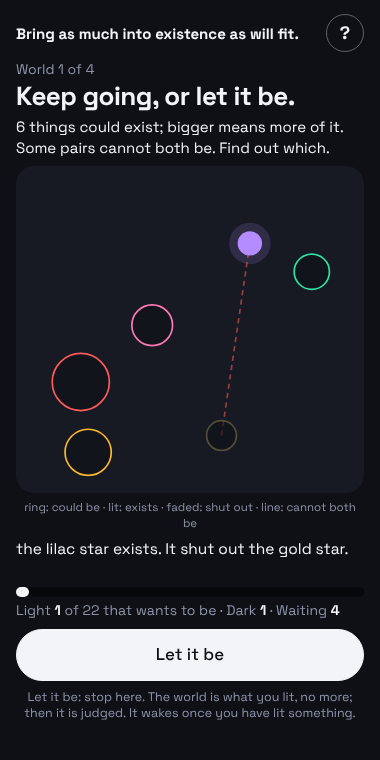 Bring as much into existence as will fit.
?
World 1 of 4
Keep going, or let it be.
6 things could exist; bigger means more of it.
Some pairs cannot both be. Find out which.
ring: could be · lit: exists · faded: shut out · line: cannot both
be
the lilac star exists. It shut out the gold star.
Light 1 of 22 that wants to be · Dark 1 · Waiting 4
Let it be
Let it be: stop here. The world is what you lit, no more;
then it is judged. It wakes once you have lit something.